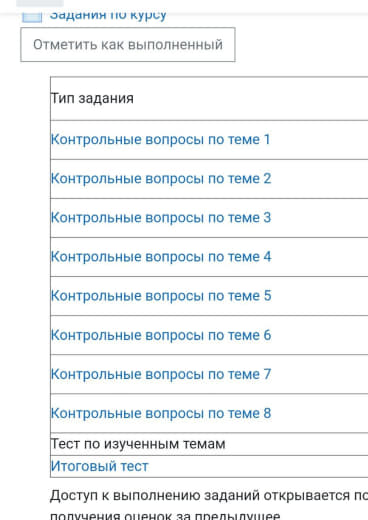 Задания по курсу
Отметить как выполненный
Тип задания
Контрольные вопросы по теме 1
Контрольные вопросы по теме 2
Контрольные вопросы по теме 3
Контрольные вопросы по теме 4
Контрольные вопросы по теме 5
Контрольные вопросы по теме 6
Контрольные вопросы по теме 7
Контрольные вопросы по теме 8
Тест по изученным темам
Итоговый тест
Доступ к выполнению заданий открывается по
получения оценок за предыдущее